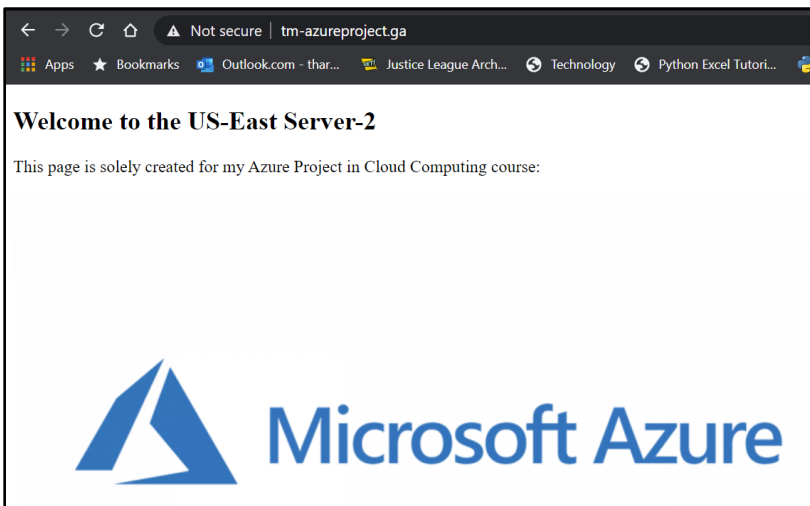 Not secure | tm-azureproject.ga
Apps Bookmarks Outlook.com - thar... Justice League Arch... Technology Python Excel Tutori...
Welcome to the US-East Server-2
This page is solely created for my Azure Project in Cloud Computing course:
Microsoft Azure